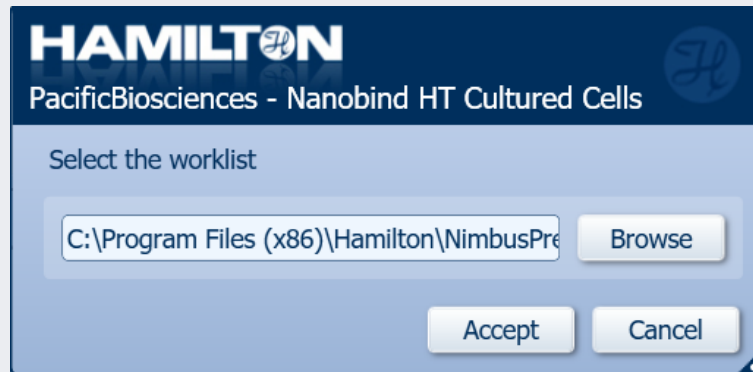 HAMILTON
PacificBiosciences - Nanobind HT Cultured Cells
Select the worklist
C:\Program Files (x86)\Hamilton\NimbusPre
Browse
Accept
Cancel